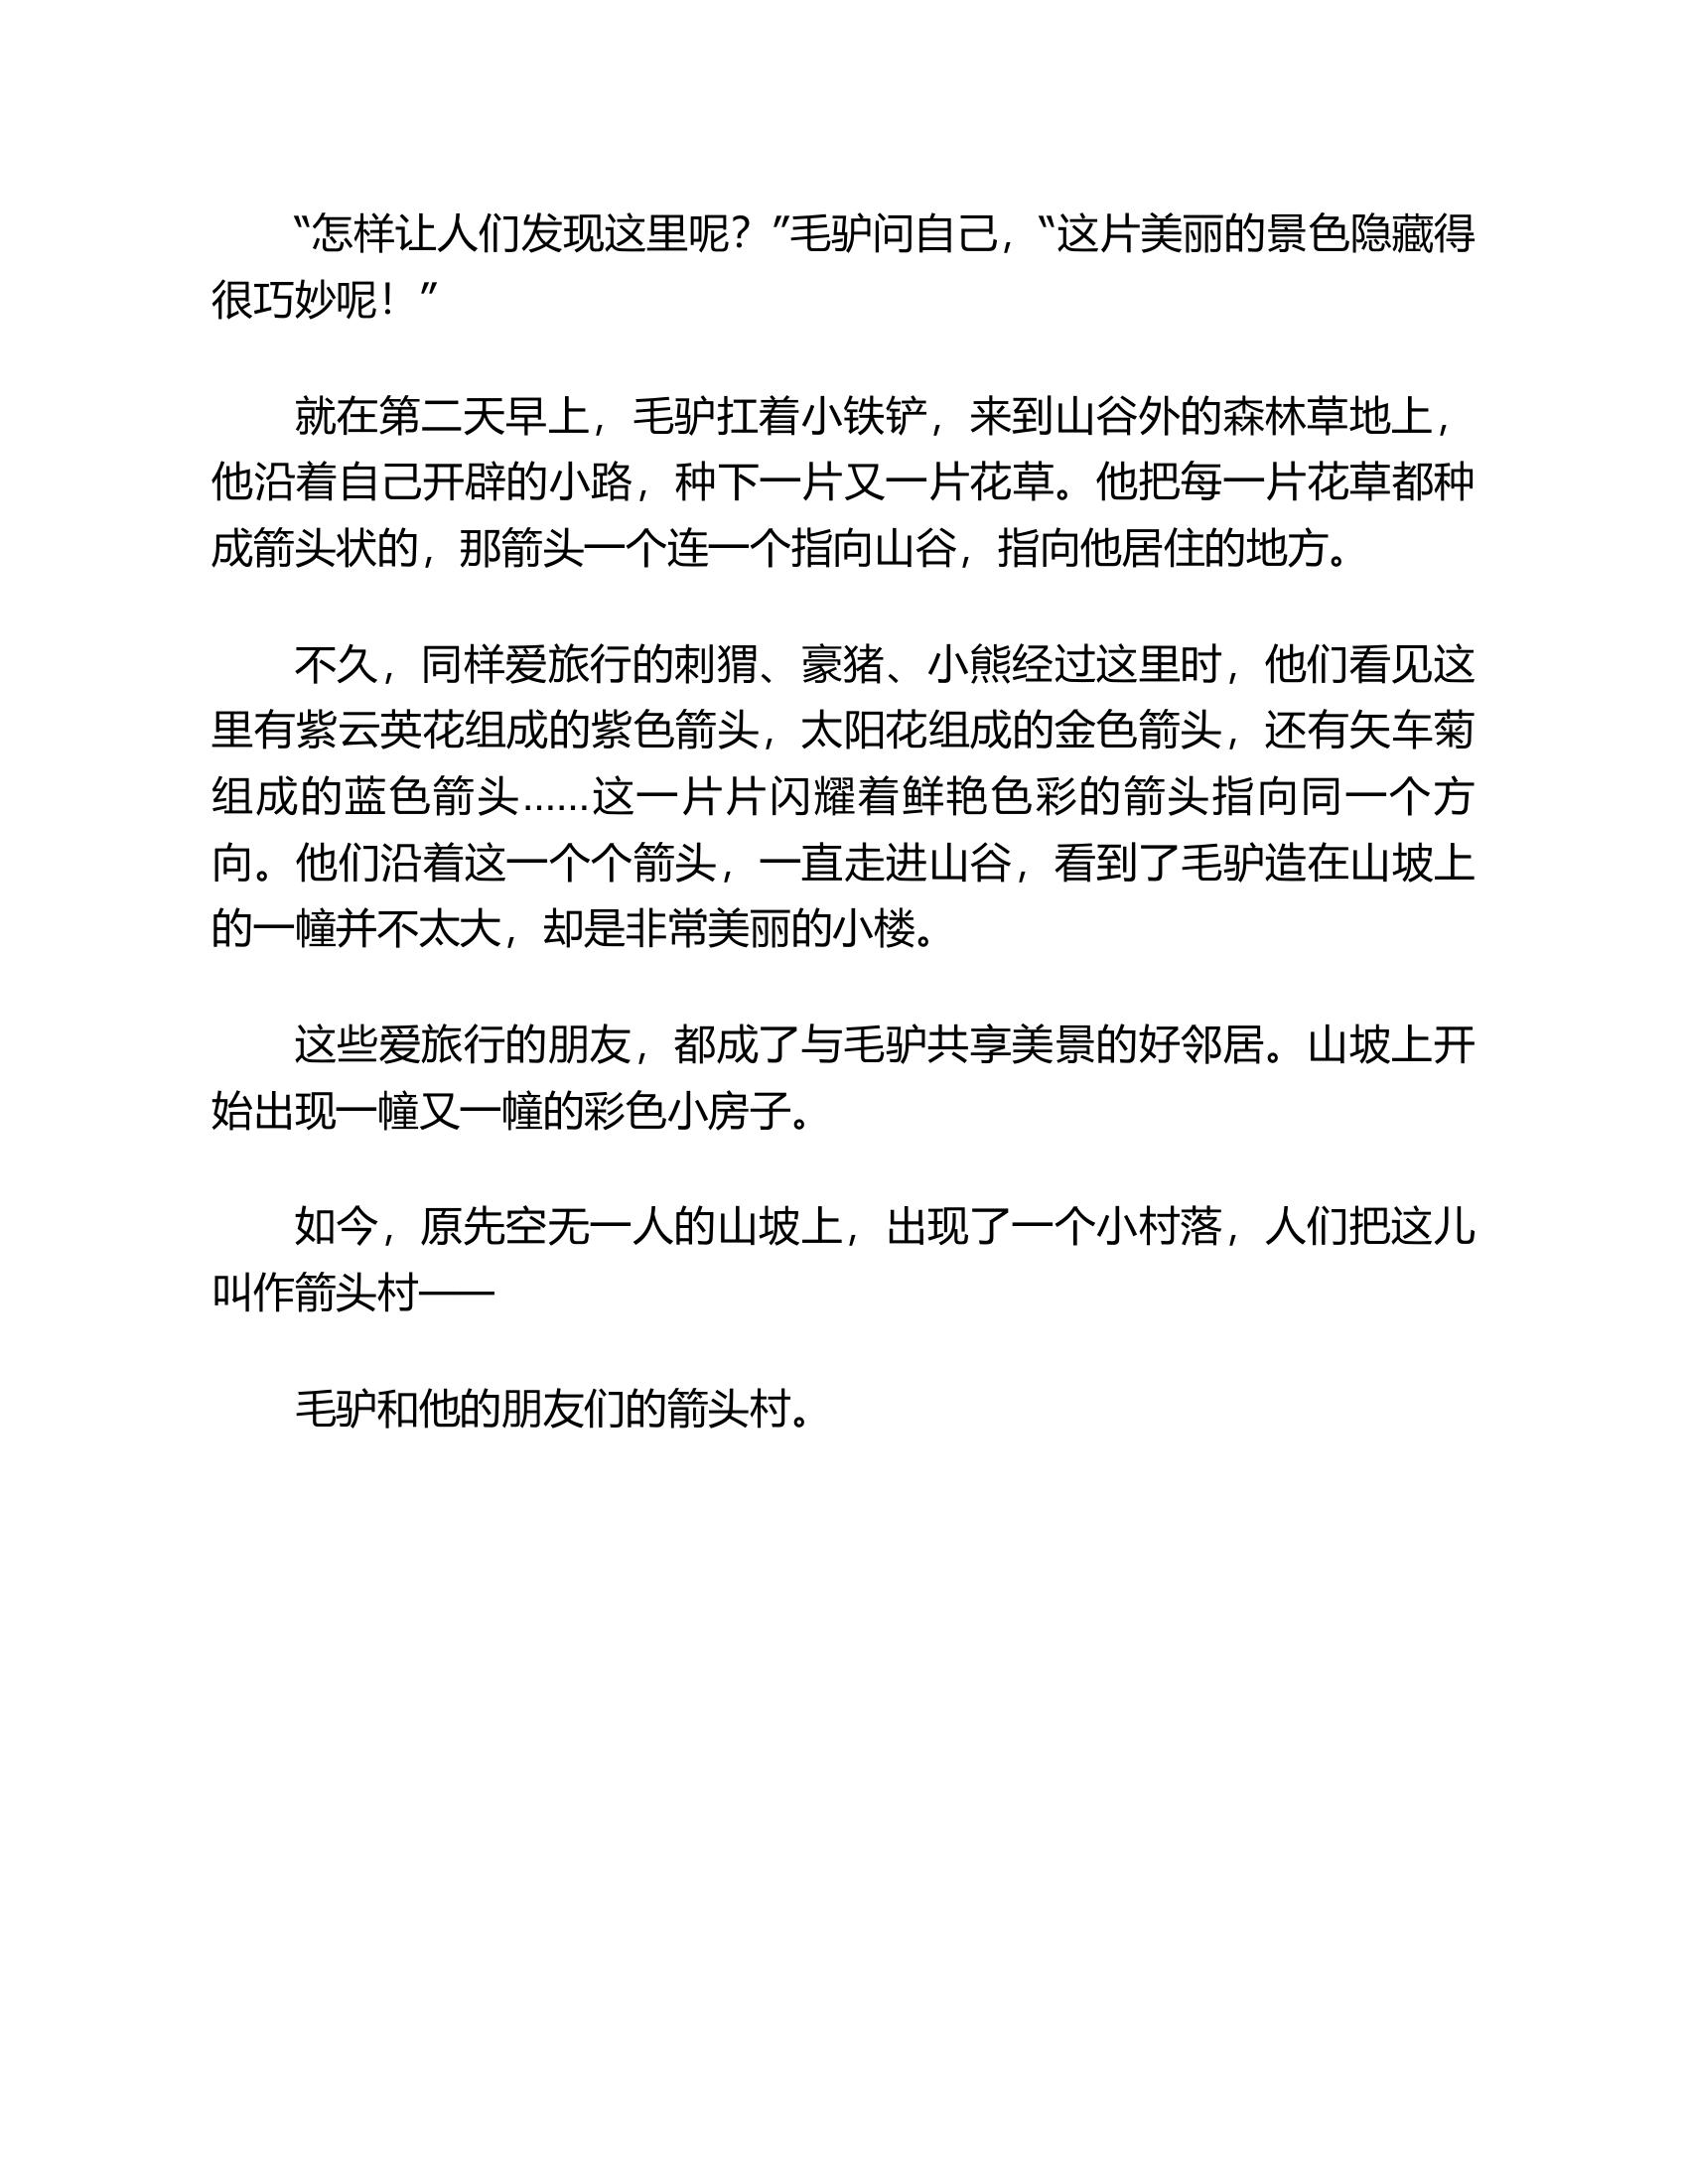 “怎样让人们发现这里呢？”毛驴问自己，“这片美丽的景色隐藏得
很巧妙呢！”
就在第二天早上，毛驴扛着小铁铲，来到山谷外的森林草地上，
他沿着自己开辟的小路，种下一片又一片花草。他把每一片花草都种
成箭头状的，那箭头一个连一个指向山谷，指向他居住的地方。
不久，同样爱旅行的刺猬、豪猪、小熊经过这里时，他们看见这
里有紫云英花组成的紫色箭头，太阳花组成的金色箭头，还有矢车菊
组成的蓝色箭头……这一片片闪耀着鲜艳色彩的箭头指向同一个方
向。他们沿着这一个个箭头，一直走进山谷，看到了毛驴造在山坡上
的一幢并不太大，却是非常美丽的小楼。
这些爱旅行的朋友，都成了与毛驴共享美景的好邻居。山坡上开
始出现一幢又一幢的彩色小房子。
如今，原先空无一人的山坡上，出现了一个小村落，人们把这儿
叫作箭头村——
毛驴和他的朋友们的箭头村。